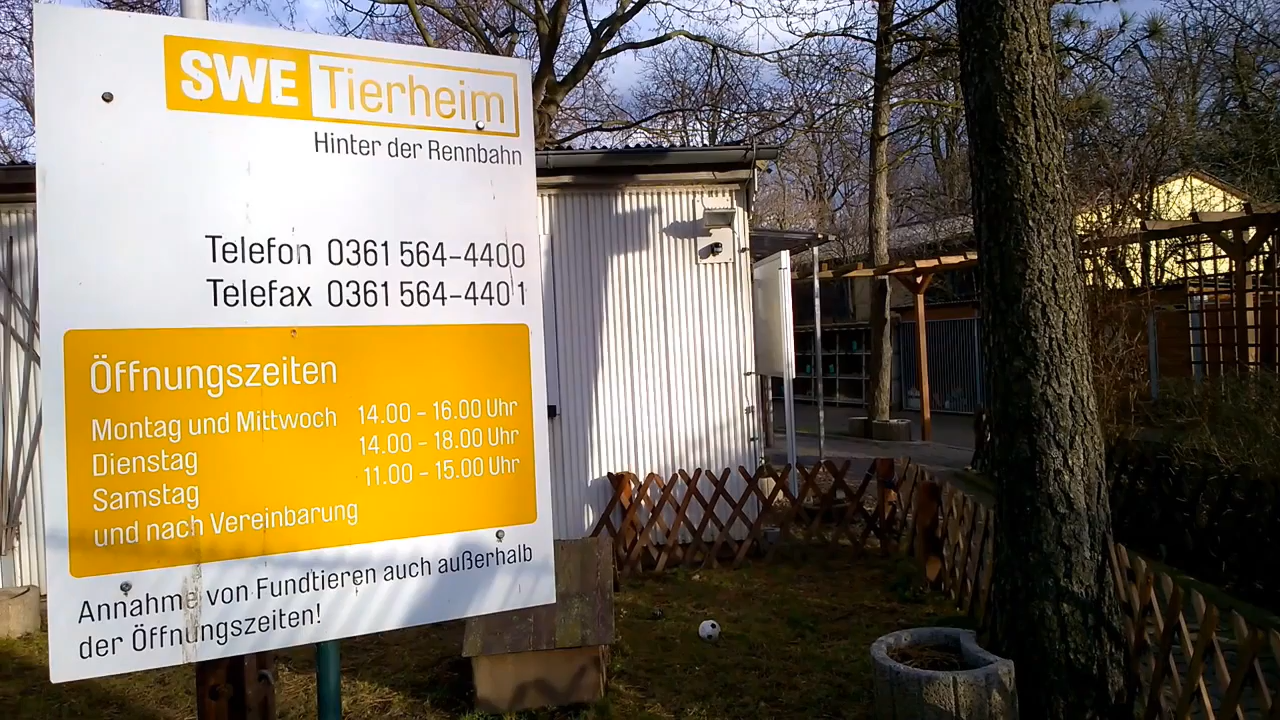 SWE Tierheim
Hinter der Rennbahn
Telefon 0361 564-4400
Telefax 0361 564-4401
Öffnungszeiten
Montag und Mittwoch 14.00 - 16.00 Uhr
Dienstag 14.00 - 18.00 Uhr
Samstag 11.00 - 15.00 Uhr
und nach Vereinbarung
Annahme von Fundtieren auch außerhalb
der Öffnungszeiten!